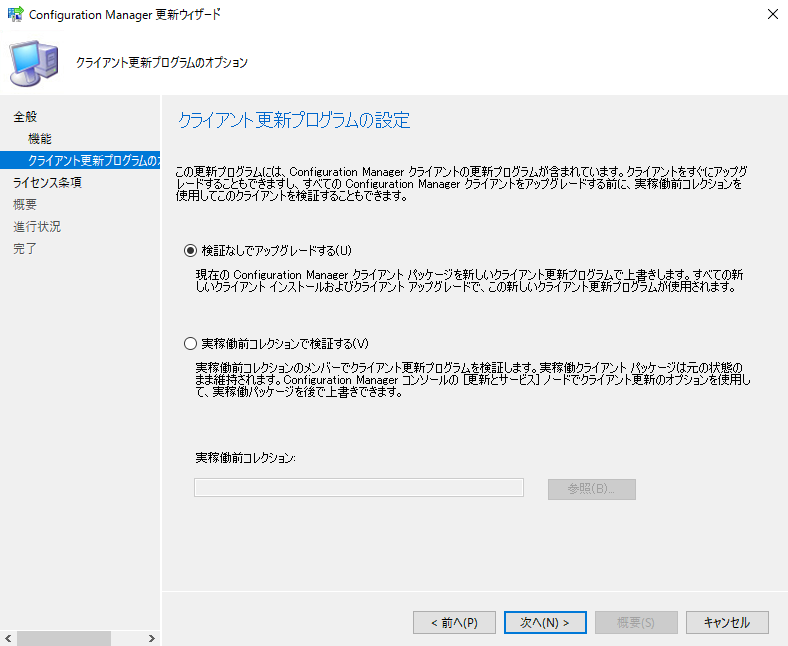 Configuration Manager 更新ウィザード
クライアント更新プログラムのオプション
全般
機能
クライアント更新プログラムの
ライセンス条項
概要
進行状況
完了
クライアント更新プログラムの設定
この更新プログラムには、Configuration Manager クライアントの更新プログラムが含まれています。クライアントをすぐにアップグ
レードすることもできますし、すべての Configuration Manager クライアントをアップグレードする前に、実稼働前コレクションを
使用してこのクライアントを検証することもできます。
検証なしでアップグレードする(U)
現在の Configuration Manager クライアント パッケージを新しいクライアント更新プログラムで上書きします。すべての新
しいクライアント インストールおよびクライアント アップグレードで、この新しいクライアント更新プログラムが使用されます。
実稼働前コレクションで検証する(V)
実稼働前コレクションのメンバーでクライアント更新プログラムを検証します。実稼働クライアント パッケージは元の状態の
まま維持されます。Configuration Manager コンソールの [更新とサービス] ノードでクライアント更新のオプションを使用し
て、実稼働パッケージを後で上書きできます。
実稼働前コレクション:
参照(B)...
< 前へ(P)
次へ(N) >
概要(S)
キャンセル